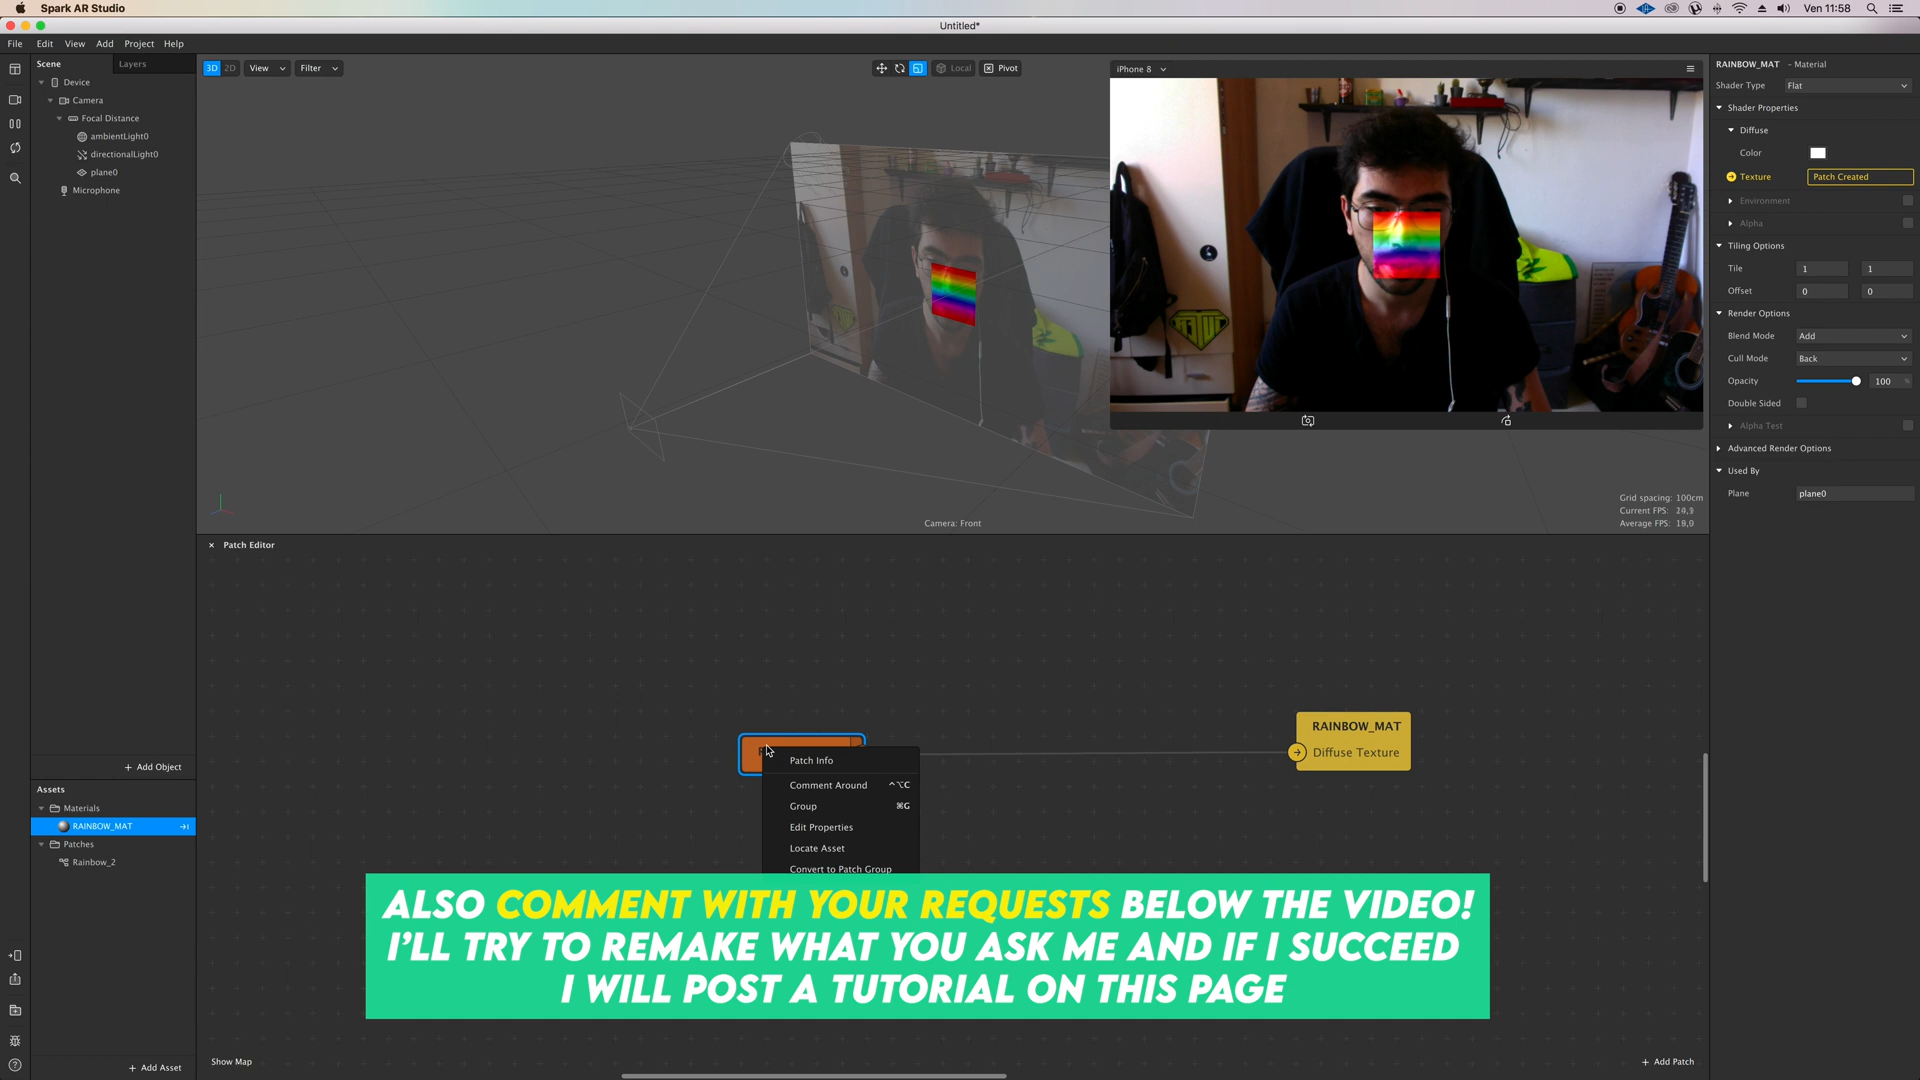 Spark AR Studio
Ven 11:58
Untitled*
File Edit View Add Project Help
Scene Layers
Device
Camera
Focal Distance
ambientLight0
directionalLight0
plane0
Microphone
+ Add Object
Assets
Materials
RAINBOW_MAT
Patches
Rainbow_2
+ Add Asset
3D 2D View Filter
Local Pivot
iPhone 8
Camera: Front
Grid spacing: 100cm
Current FPS: 24,3
Average FPS: 18,0
RAINBOW_MAT - Material
Shader Type Flat
Shader Properties
Diffuse
Color
Texture Patch Created
Environment
Alpha
Tiling Options
Tile 1 1
Offset 0 0
Render Options
Blend Mode Add
Cull Mode Back
Opacity 100 %
Double Sided
Alpha Test
Advanced Render Options
Used By
Plane plane0
× Patch Editor
RAINBOW_MAT
Diffuse Texture
Patch Info
Comment Around ^⌥C
Group ⌘G
Edit Properties
Locate Asset
Convert to Patch Group
ALSO COMMENT WITH YOUR REQUESTS BELOW THE VIDEO!
I'LL TRY TO REMAKE WHAT YOU ASK ME AND IF I SUCCEED
I WILL POST A TUTORIAL ON THIS PAGE
Show Map
+ Add Patch